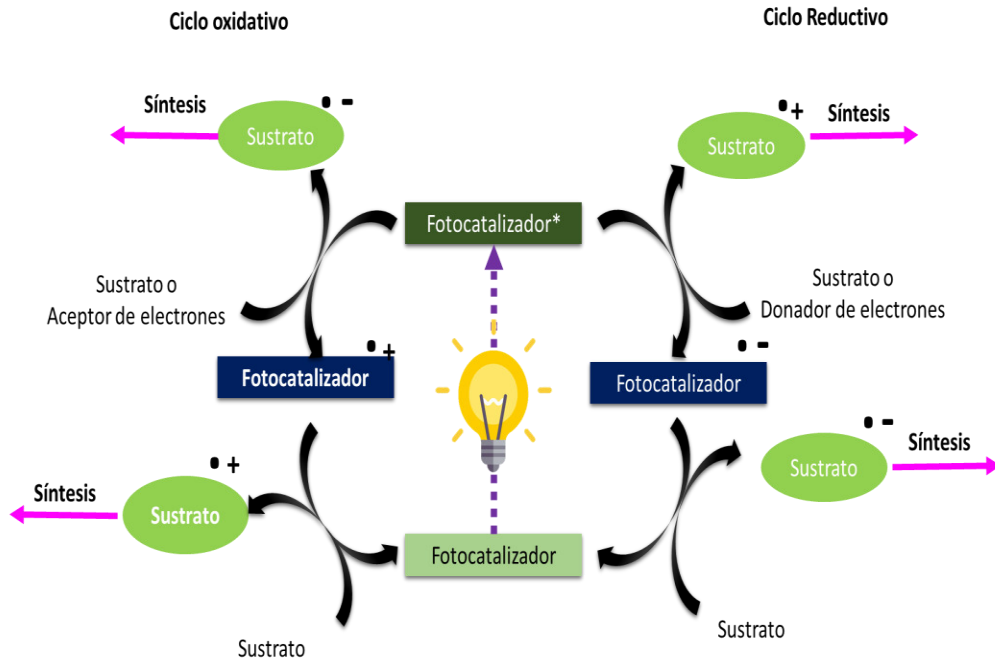 Ciclo oxidativo
Ciclo Reductivo
Síntesis
Sustrato
• -
• +
Sustrato
Síntesis
Fotocatalizador*
Sustrato o
Aceptor de electrones
Sustrato o
Donador de electrones
Fotocatalizador
• +
Fotocatalizador
• -
Síntesis
Sustrato
• +
Sustrato
• -
Síntesis
Fotocatalizador
Sustrato
Sustrato